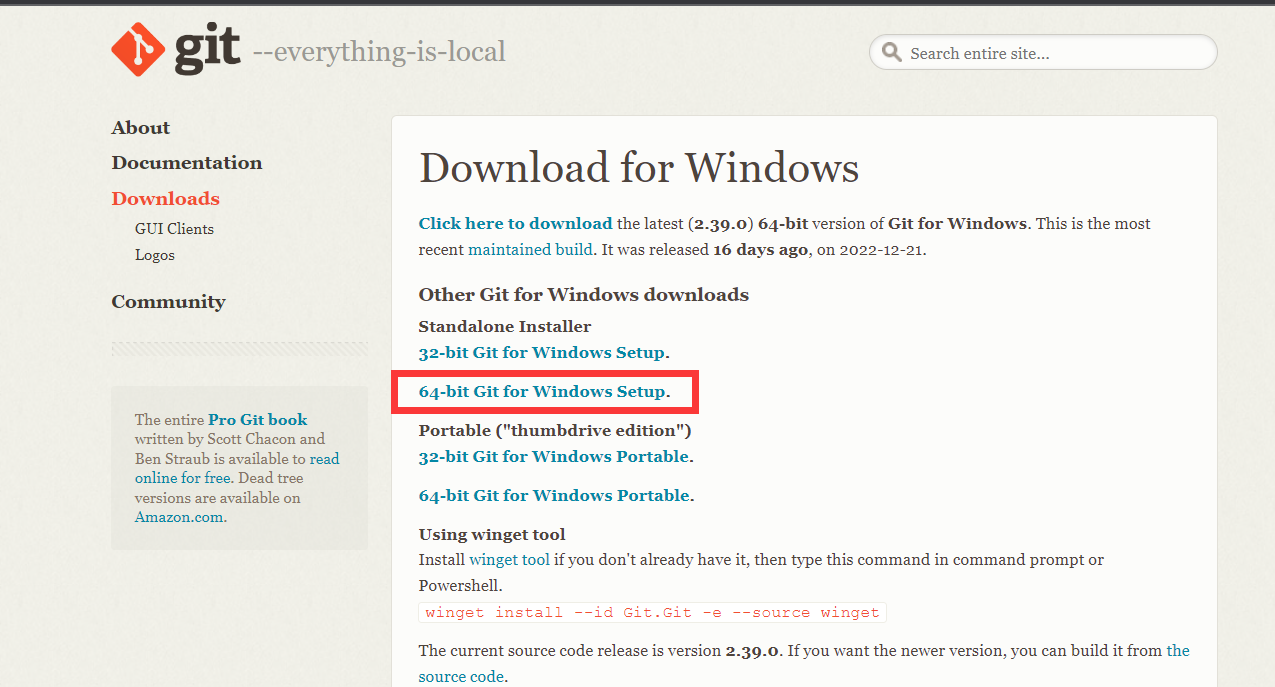 git --everything-is-local
Search entire site...
About
Documentation
Downloads
GUI Clients
Logos
Community
The entire Pro Git book
written by Scott Chacon and
Ben Straub is available to read
online for free. Dead tree
versions are available on
Amazon.com.
Download for Windows
Click here to download the latest (2.39.0) 64-bit version of Git for Windows. This is the most
recent maintained build. It was released 16 days ago, on 2022-12-21.
Other Git for Windows downloads
Standalone Installer
32-bit Git for Windows Setup.
64-bit Git for Windows Setup.
Portable ("thumbdrive edition")
32-bit Git for Windows Portable.
64-bit Git for Windows Portable.
Using winget tool
Install winget tool if you don't already have it, then type this command in command prompt or
Powershell.
winget install --id Git.Git -e --source winget
The current source code release is version 2.39.0. If you want the newer version, you can build it from the
source code.